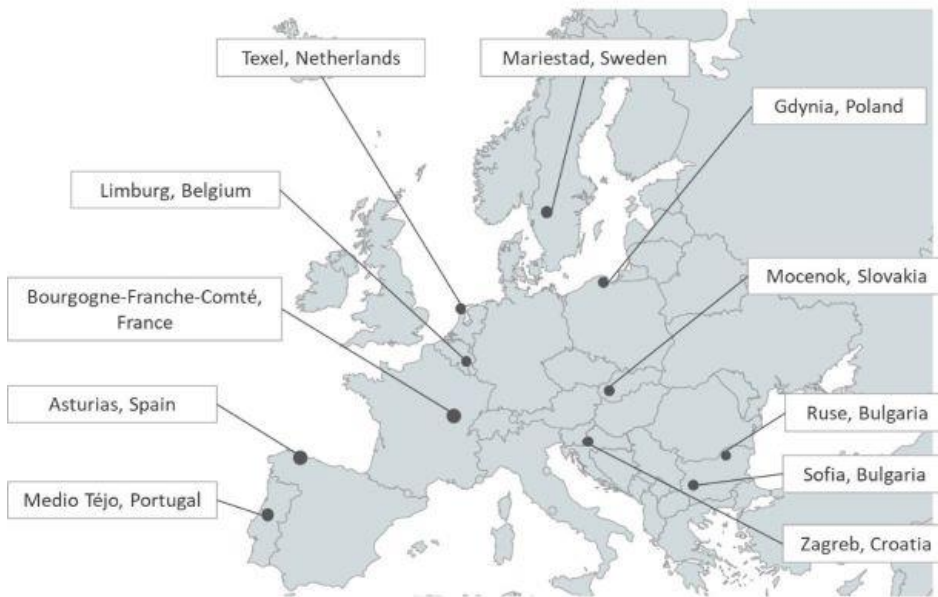 Texel, Netherlands
Mariestad, Sweden
Gdynia, Poland
Limburg, Belgium
Mocenok, Slovakia
Bourgogne-Franche-Comté,
France
Asturias, Spain
Ruse, Bulgaria
Sofia, Bulgaria
Medio Téjo, Portugal
Zagreb, Croatia